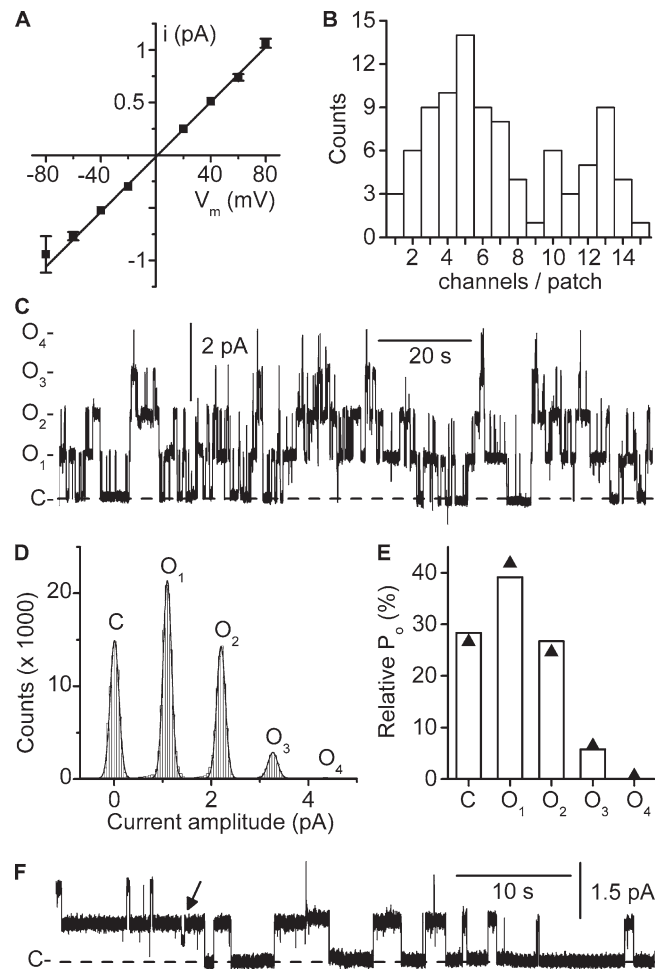 A
i (pA)
1
0.5
-80 -40 40 80
Vm (mV)
-1
B
Counts
15
12
9
6
3
0
2 4 6 8 10 12 14
channels / patch
C
O4-
O3-
O2-
O1-
C-
2 pA
20 s
D
Counts (x 1000)
20
10
0
C
O1
O2
O3
O4
0 2 4
Current amplitude (pA)
E
Relative Po (%)
40
30
20
10
0
C O1 O2 O3 O4
F
10 s
1.5 pA
C-